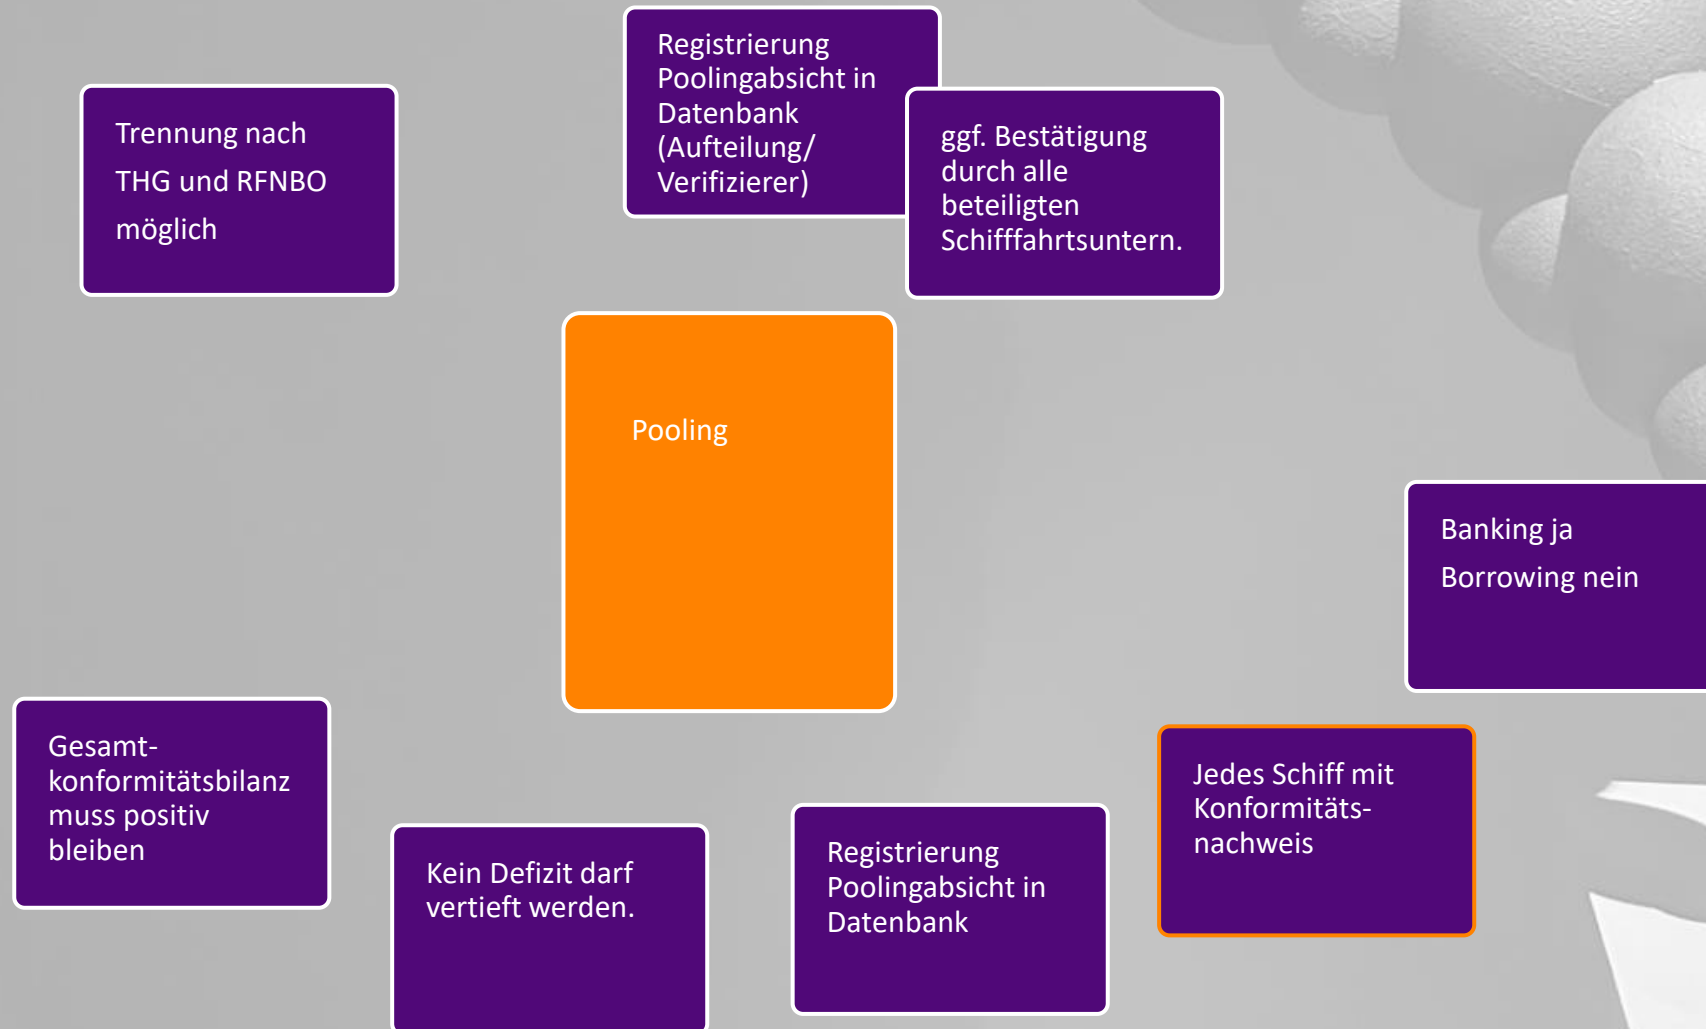 Registrierung
Poolingabsicht in
Datenbank
(Aufteilung/
Verifizierer)
Trennung nach
THG und RFNBO
möglich
ggf. Bestätigung
durch alle
beteiligten
Schifffahrtsuntern.
Pooling
Banking ja
Borrowing nein
Gesamt-
konformitätsbilanz
muss positiv
bleiben
Kein Defizit darf
vertieft werden.
Registrierung
Poolingabsicht in
Datenbank
Jedes Schiff mit
Konformitäts-
nachweis